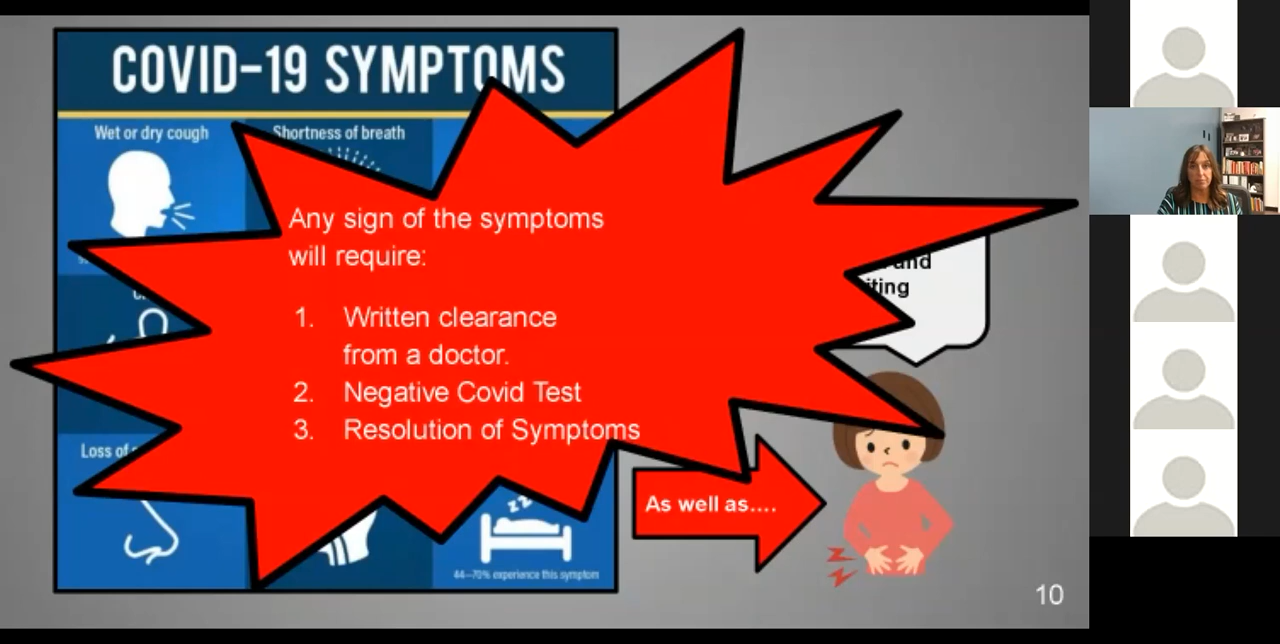 COVID-19 SYMPTOMS
Wet or dry cough
Shortness of breath
Any sign of the symptoms
will require:
1. Written clearance
from a doctor.
2. Negative Covid Test
3. Resolution of Symptoms
and
Loss of
As well as....
44–70% experience this symptom
10